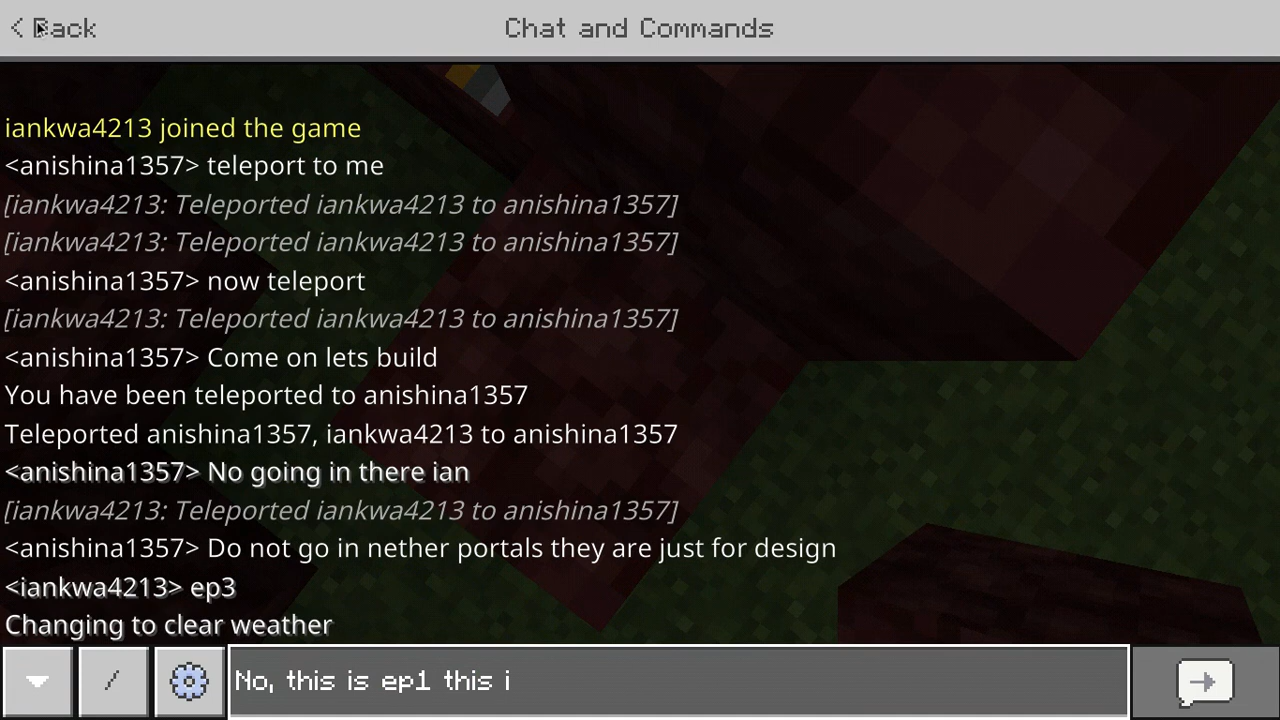 Back
Chat and Commands
iankwa4213 joined the game
<anishina1357> teleport to me
[iankwa4213: Teleported iankwa4213 to anishina1357]
[iankwa4213: Teleported iankwa4213 to anishina1357]
<anishina1357> now teleport
[iankwa4213: Teleported iankwa4213 to anishina1357]
<anishina1357> Come on lets build
You have been teleported to anishina1357
Teleported anishina1357, iankwa4213 to anishina1357
<anishina1357> No going in there ian
[iankwa4213: Teleported iankwa4213 to anishina1357]
<anishina1357> Do not go in nether portals they are just for design
<iankwa4213> ep3
Changing to clear weather
/
No, this is ep1 this i